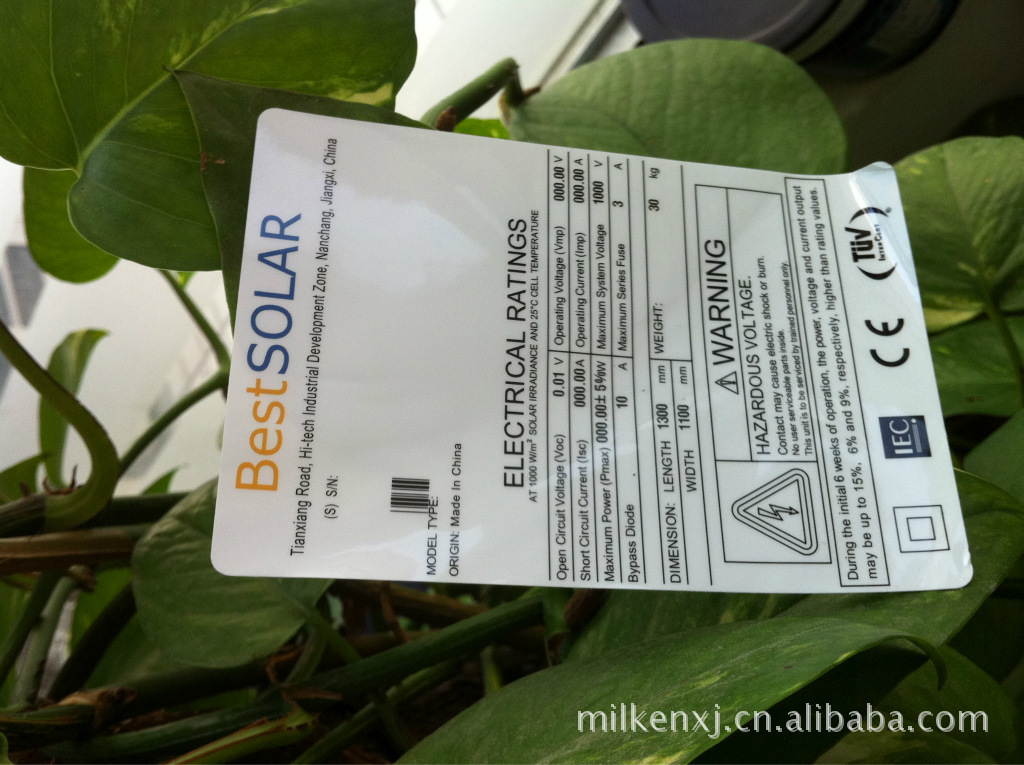 BestSOLAR
Tianxiang Road, Hi-tech Industrial Development Zone, Nanchang, Jiangxi, China
(S) S/N:
MODEL TYPE:
ORIGIN: Made In China
ELECTRICAL RATINGS
AT 1000 W/m² SOLAR IRRADIANCE AND 25°C CELL TEMPERATURE
Open Circuit Voltage (Voc) 0.01 V Operating Voltage (Vmp) 000.00 V
Short Circuit Current (Isc) 000.00 A Operating Current (Imp) 000.00 A
Maximum Power (Pmax) 000.00± 5%W Maximum System Voltage 1000 V
Bypass Diode 10 A Maximum Series Fuse 3 A
DIMENSION: LENGTH 1300 mm WEIGHT: 30 kg
WIDTH 1100 mm
WARNING
HAZARDOUS VOLTAGE.
Contact may cause electric shock or burn.
No user serviceable parts inside.
This unit is to be serviced by trained personnel only.
During the initial 6 weeks of operation, the power, voltage and current output
may be up to 15%, 6% and 9%, respectively, higher than rating values.
IEC
CE
TÜV
INTERCERT
®
milkenxj.cn.alibaba.com